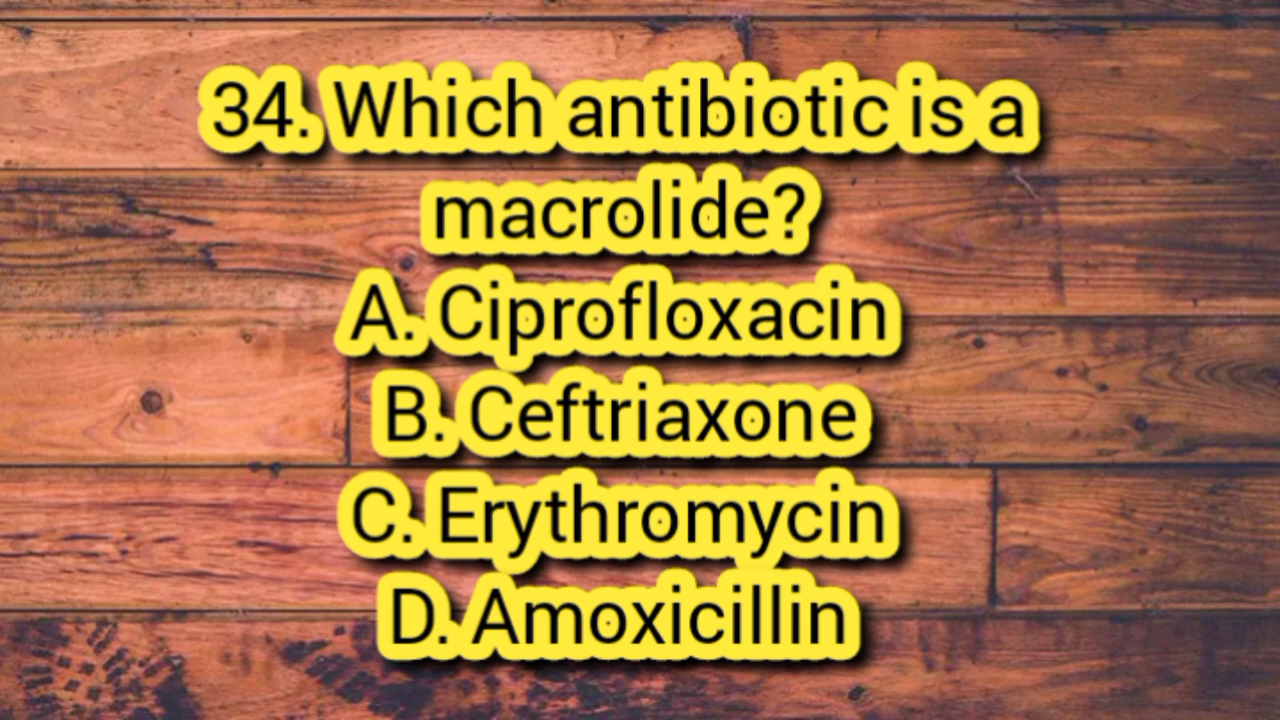 34. Which antibiotic is a
macrolide?
A. Ciprofloxacin
B. Ceftriaxone
C. Erythromycin
D. Amoxicillin